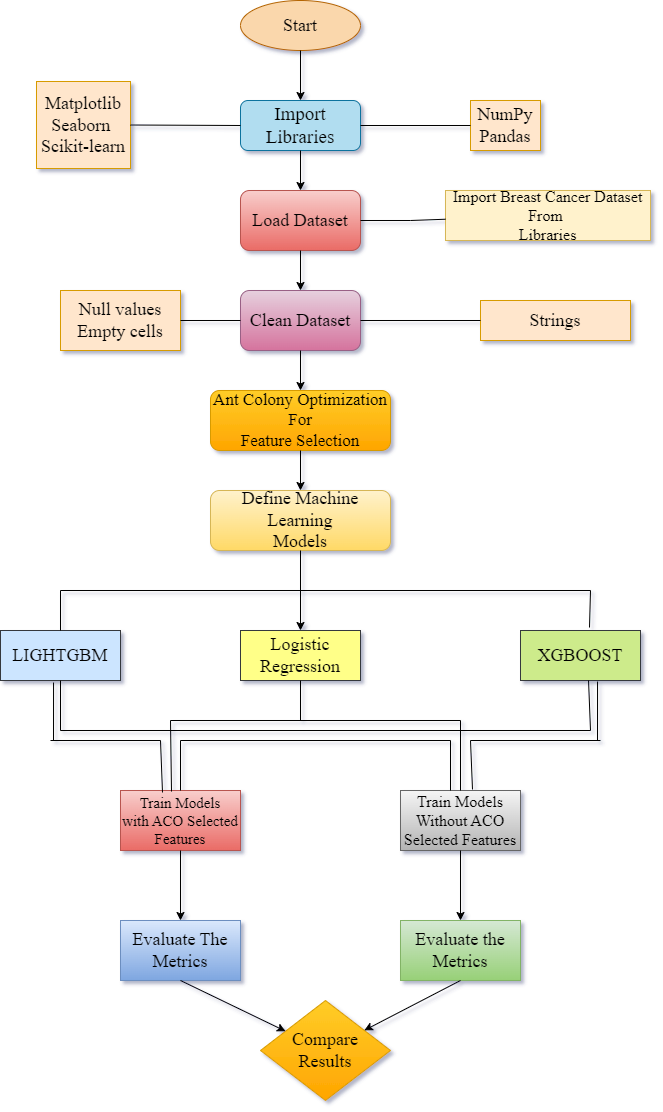 Start
Matplotlib
Seaborn
Scikit-learn
Import
Libraries
NumPy
Pandas
Load Dataset
Import Breast Cancer Dataset
From
Libraries
Null values
Empty cells
Clean Dataset
Strings
Ant Colony Optimization
For
Feature Selection
Define Machine
Learning
Models
LIGHTGBM
Logistic
Regression
XGBOOST
Train Models
with ACO Selected
Features
Train Models
Without ACO
Selected Features
Evaluate The
Metrics
Evaluate the
Metrics
Compare
Results